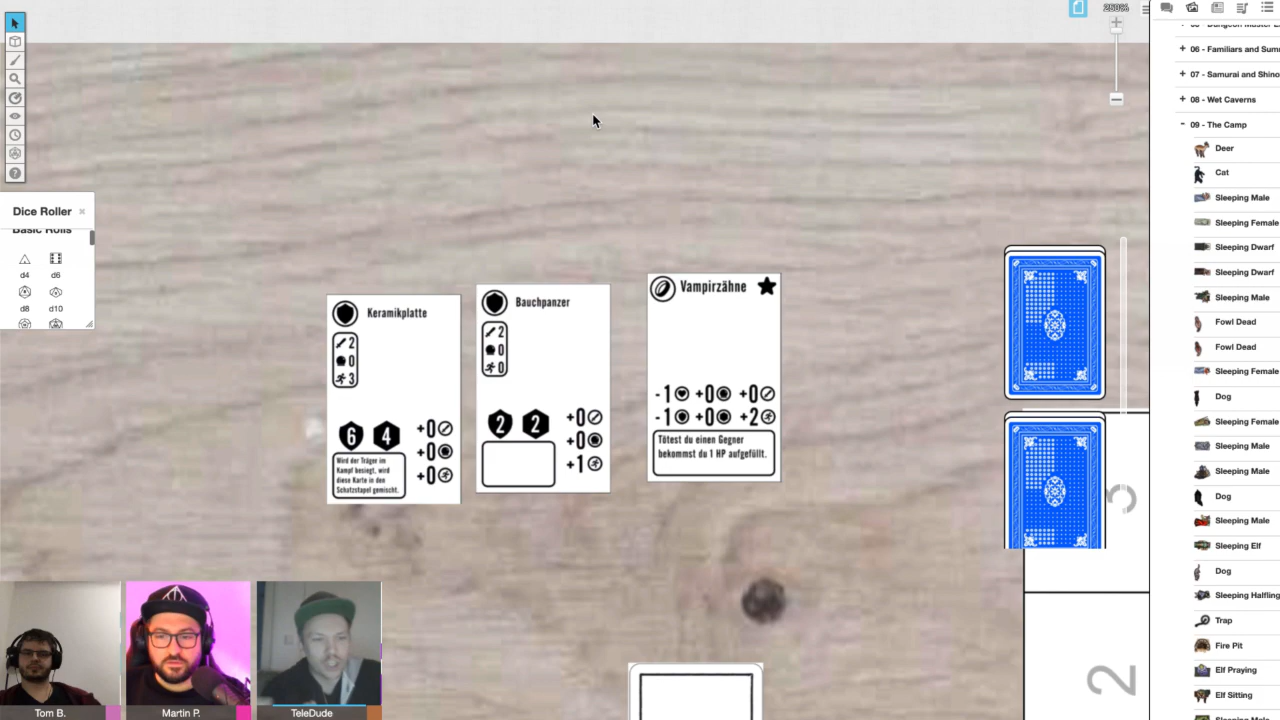 250%
06 - Familiars and Sum
07 - Samurai and Shino
08 - Wet Caverns
09 - The Camp
Deer
Cat
Sleeping Male
Sleeping Female
Sleeping Dwarf
Sleeping Dwarf
Sleeping Male
Fowl Dead
Fowl Dead
Sleeping Female
Dog
Sleeping Female
Sleeping Male
Sleeping Male
Dog
Sleeping Male
Sleeping Elf
Dog
Sleeping Halfling
Trap
Fire Pit
Elf Praying
Elf Sitting
Sleeping Male
Dice Roller
Basic Rolls
d4 d6
d8 d10
Keramikplatte
2
0
3
6 4
+0
+0
+0
Wird der Träger im
Kampf besiegt, wird
diese Karte in den
Schatzstapel gemischt.
Bauchpanzer
2
0
0
2 2
+0
+0
+1
Vampirzähne
-1 +0 +0
-1 +0 +2
Tötest du einen Gegner
bekommst du 1 HP aufgefüllt.
2
Tom B.
Martin P.
TeleDude